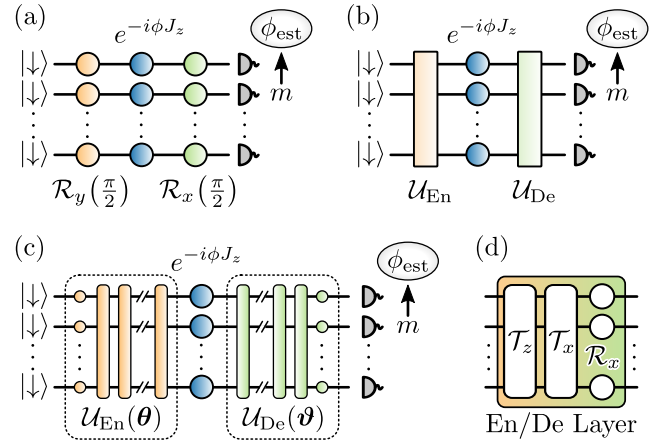 (a)
e^{-iϕJ_z}
ϕ_est
|↓⟩
|↓⟩
|↓⟩
m
R_y(π/2)
R_x(π/2)
(b)
e^{-iϕJ_z}
ϕ_est
|↓⟩
|↓⟩
|↓⟩
m
U_En
U_De
(c)
e^{-iϕJ_z}
ϕ_est
|↓⟩
|↓⟩
|↓⟩
m
U_En(θ)
U_De(ϑ)
(d)
T_z
T_x
R_x
En/De Layer